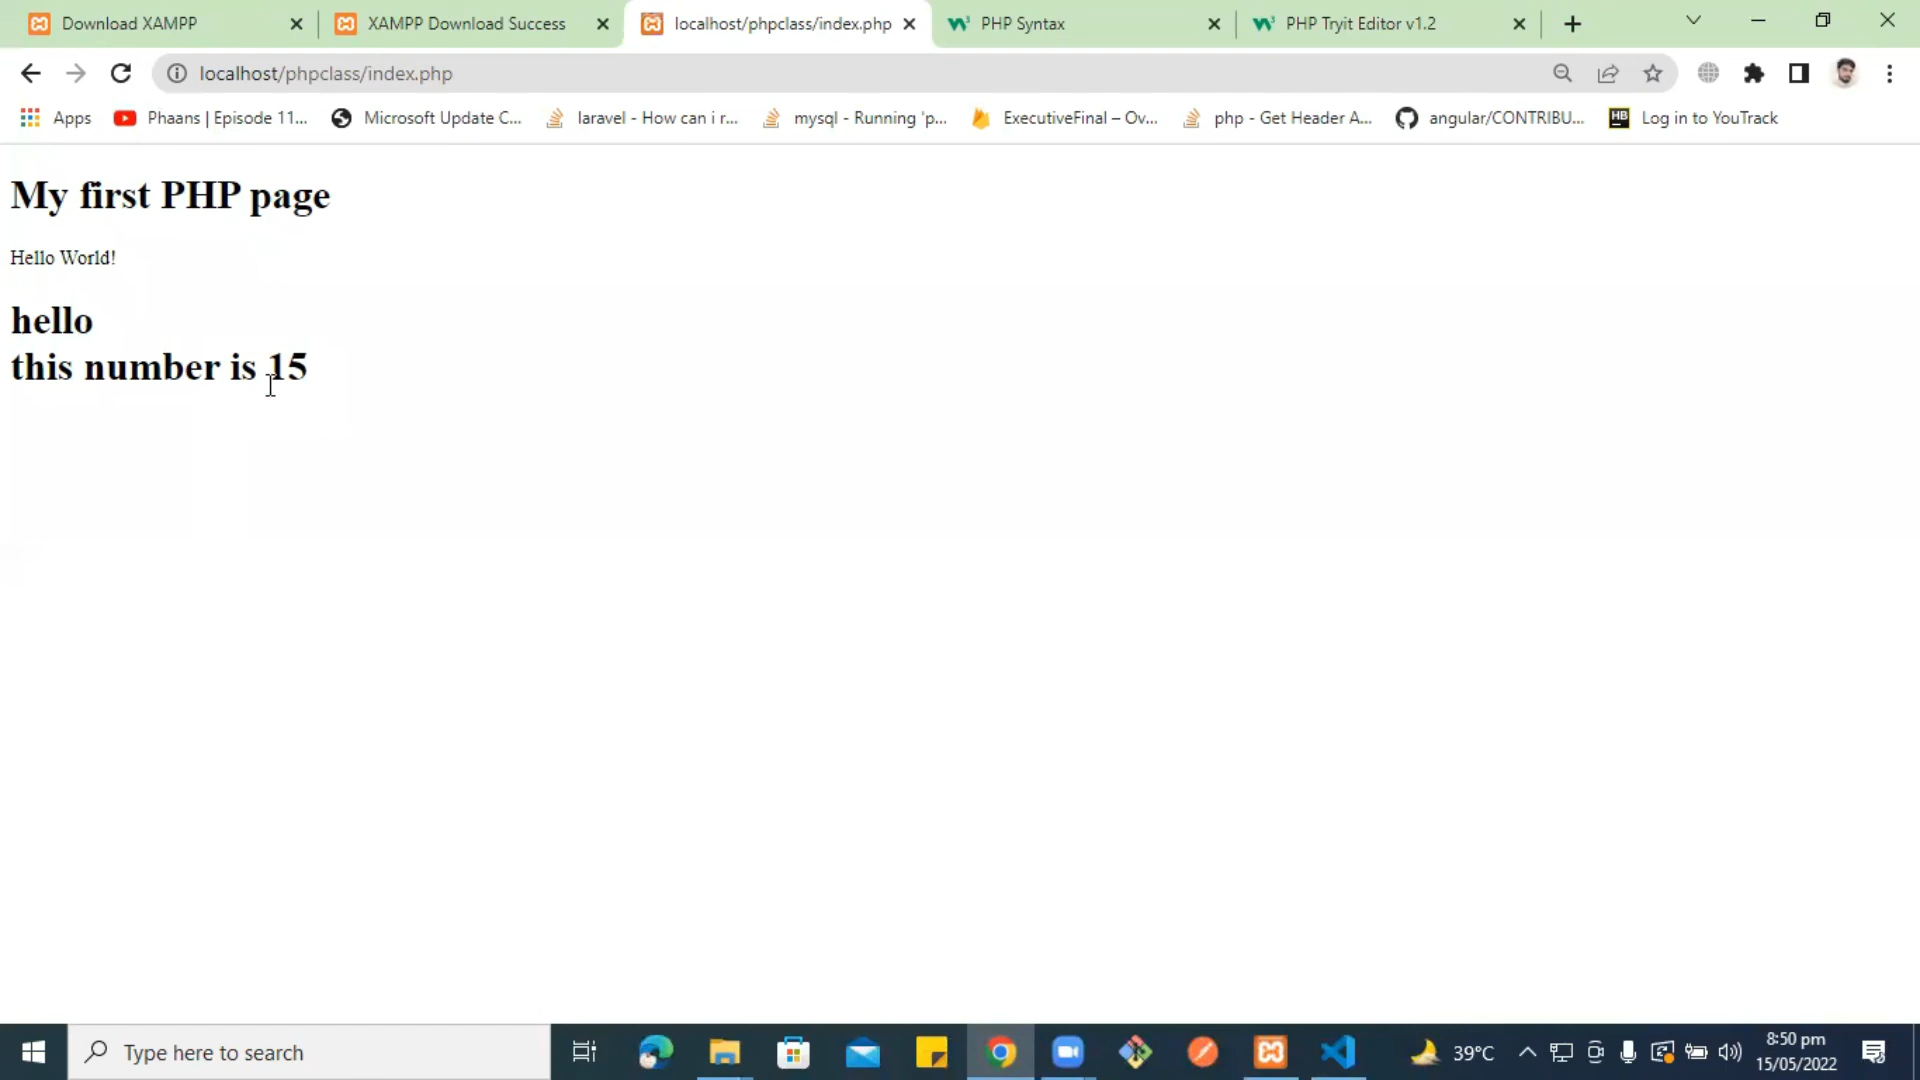 Download XAMPP
XAMPP Download Success
localhost/phpclass/index.php
PHP Syntax
PHP Tryit Editor v1.2
localhost/phpclass/index.php
Apps
Phaans | Episode 11...
Microsoft Update C...
laravel - How can i r...
mysql - Running 'p...
ExecutiveFinal – Ov...
php - Get Header A...
angular/CONTRIBU...
HB
Log in to YouTrack
My first PHP page
Hello World!
hello
this number is 15
Type here to search
39°C
8:50 pm
15/05/2022